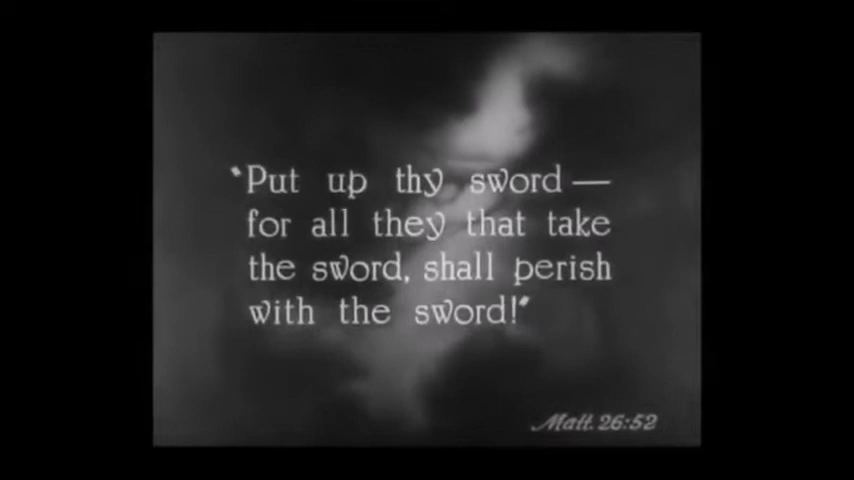 "Put up thy sword —
for all they that take
the sword, shall perish
with the sword!"
Matt. 26:52